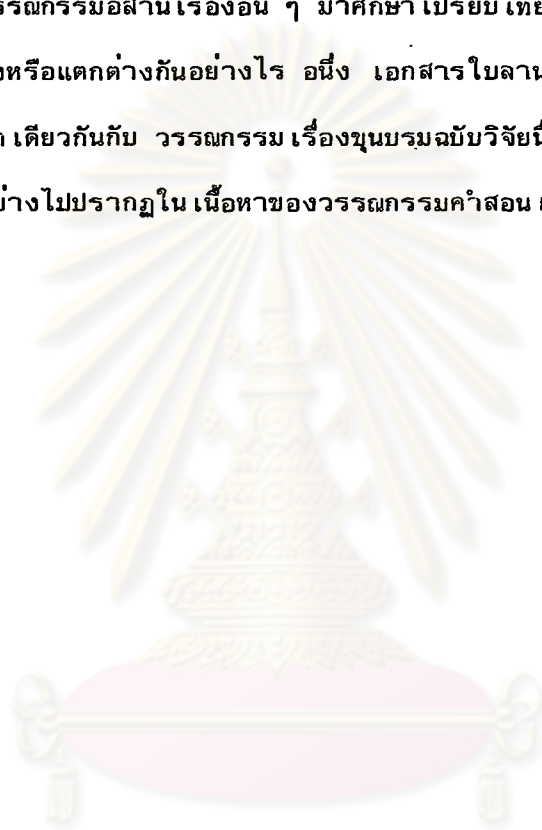 วรรณกรรมอีสานเรื่องอื่น ๆ มาศึกษาเปรียบเทีย
หรือแตกต่างกันอย่างไร อนึ่ง เอกสารใบลาน
เดียวกันกับ วรรณกรรมเรื่องขุนบรมฉบับวิจัยนี้
ย่างไปปรากฏในเนื้อหาของวรรณกรรมคำสอน